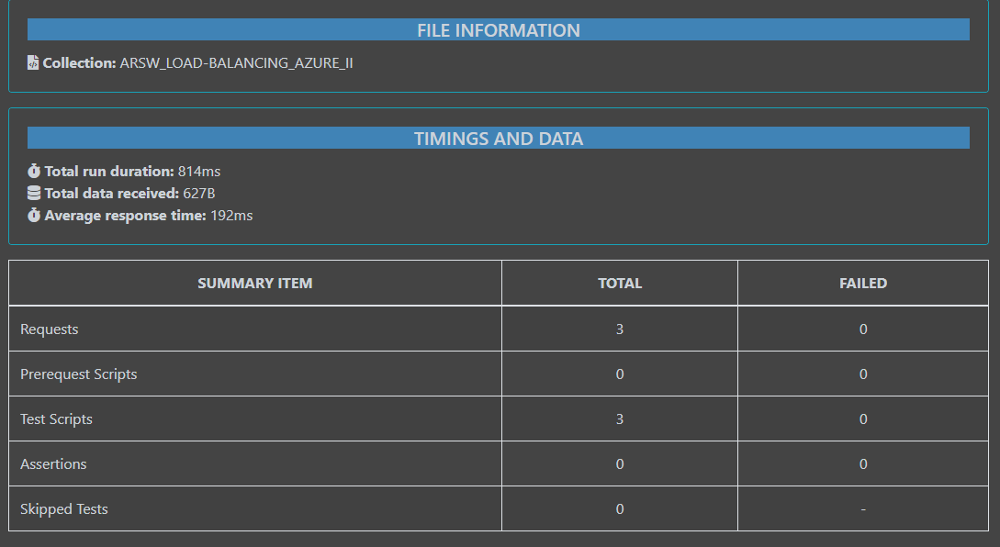 FILE INFORMATION
Collection: ARSW_LOAD-BALANCING_AZURE_II
TIMINGS AND DATA
Total run duration: 814ms
Total data received: 627B
Average response time: 192ms
SUMMARY ITEM TOTAL FAILED
Requests 3 0
Prerequest Scripts 0 0
Test Scripts 3 0
Assertions 0 0
Skipped Tests 0 -